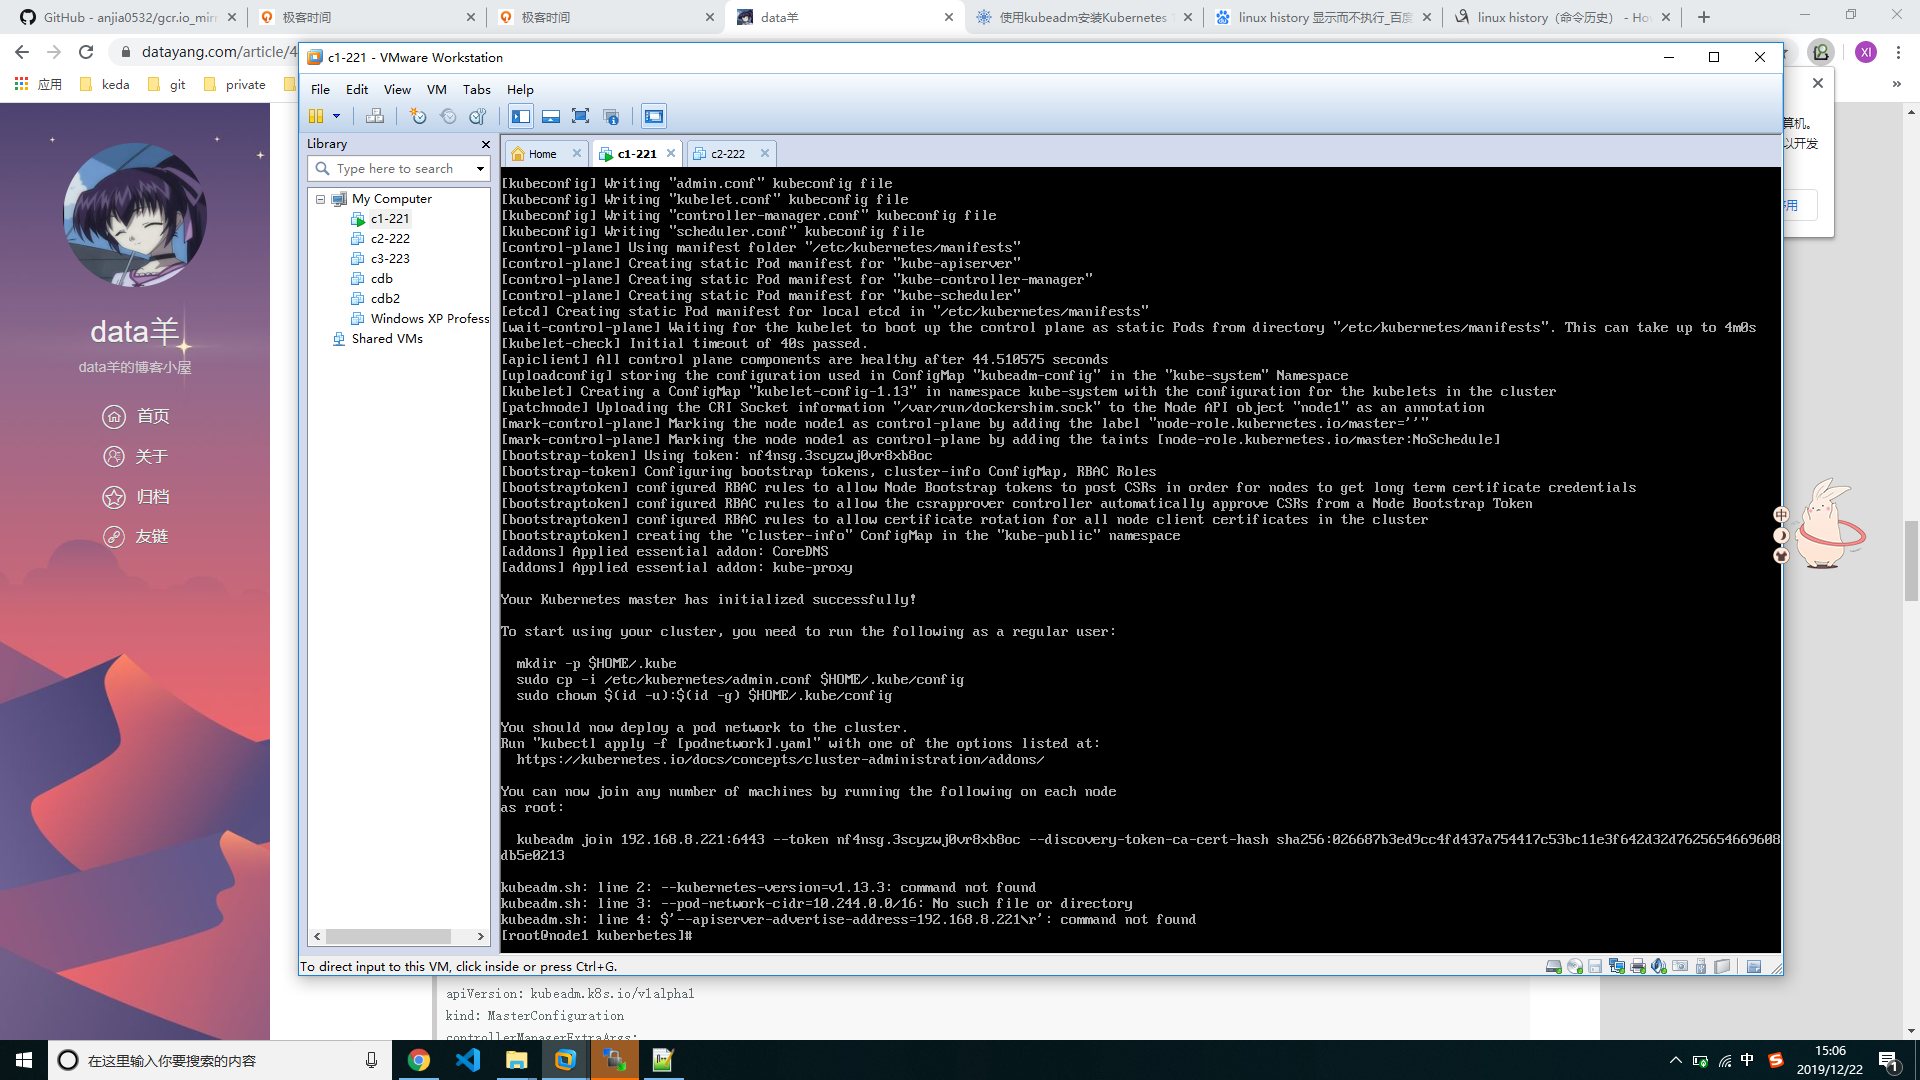 GitHub - anjia0532/gcr.io_mirr
极客时间
极客时间
data羊
使用kubeadm安装Kubernetes
linux history 显示而不执行_百度
linux history（命令历史） - Ho
datayang.com/article/4
XI
应用
keda
git
private
c1-221 - VMware Workstation
File Edit View VM Tabs Help
Library
Type here to search
My Computer
c1-221
c2-222
c3-223
cdb
cdb2
Windows XP Profess
Shared VMs
Home
c1-221
c2-222
算机。
以开发
data羊
data羊的博客小屋
首页
关于
归档
友链
[kubeconfig] Writing "admin.conf" kubeconfig file
[kubeconfig] Writing "kubelet.conf" kubeconfig file
[kubeconfig] Writing "controller-manager.conf" kubeconfig file
[kubeconfig] Writing "scheduler.conf" kubeconfig file
[control-plane] Using manifest folder "/etc/kubernetes/manifests"
[control-plane] Creating static Pod manifest for "kube-apiserver"
[control-plane] Creating static Pod manifest for "kube-controller-manager"
[control-plane] Creating static Pod manifest for "kube-scheduler"
[etcd] Creating static Pod manifest for local etcd in "/etc/kubernetes/manifests"
[wait-control-plane] Waiting for the kubelet to boot up the control plane as static Pods from directory "/etc/kubernetes/manifests". This can take up to 4m0s
[kubelet-check] Initial timeout of 40s passed.
[apiclient] All control plane components are healthy after 44.510575 seconds
[uploadconfig] storing the configuration used in ConfigMap "kubeadm-config" in the "kube-system" Namespace
[kubelet] Creating a ConfigMap "kubelet-config-1.13" in namespace kube-system with the configuration for the kubelets in the cluster
[patchnode] Uploading the CRI Socket information "/var/run/dockershim.sock" to the Node API object "node1" as an annotation
[mark-control-plane] Marking the node node1 as control-plane by adding the label "node-role.kubernetes.io/master=''"
[mark-control-plane] Marking the node node1 as control-plane by adding the taints [node-role.kubernetes.io/master:NoSchedule]
[bootstrap-token] Using token: nf4nsg.3scyzwj0vr8xb8oc
[bootstrap-token] Configuring bootstrap tokens, cluster-info ConfigMap, RBAC Roles
[bootstraptoken] configured RBAC rules to allow Node Bootstrap tokens to post CSRs in order for nodes to get long term certificate credentials
[bootstraptoken] configured RBAC rules to allow the csrapprover controller automatically approve CSRs from a Node Bootstrap Token
[bootstraptoken] configured RBAC rules to allow certificate rotation for all node client certificates in the cluster
[bootstraptoken] creating the "cluster-info" ConfigMap in the "kube-public" namespace
[addons] Applied essential addon: CoreDNS
[addons] Applied essential addon: kube-proxy
Your Kubernetes master has initialized successfully!
To start using your cluster, you need to run the following as a regular user:
mkdir -p $HOME/.kube
sudo cp -i /etc/kubernetes/admin.conf $HOME/.kube/config
sudo chown $(id -u):$(id -g) $HOME/.kube/config
You should now deploy a pod network to the cluster.
Run "kubectl apply -f [podnetwork].yaml" with one of the options listed at:
https://kubernetes.io/docs/concepts/cluster-administration/addons/
You can now join any number of machines by running the following on each node
as root:
kubeadm join 192.168.8.221:6443 --token nf4nsg.3scyzwj0vr8xb8oc --discovery-token-ca-cert-hash sha256:026687b3ed9cc4fd437a754417c53bc11e3f642d32d7625654669608
db5e0213
kubeadm.sh: line 2: --kubernetes-version=v1.13.3: command not found
kubeadm.sh: line 3: --pod-network-cidr=10.244.0.0/16: No such file or directory
kubeadm.sh: line 4: $'--apiserver-advertise-address=192.168.8.221\r': command not found
[root@node1 kuberbetes]#
To direct input to this VM, click inside or press Ctrl+G.
中
apiVersion: kubeadm.k8s.io/v1alpha1
kind: MasterConfiguration
controllerManagerExtraArgs:
在这里输入你要搜索的内容
中
15:06
2019/12/22
1